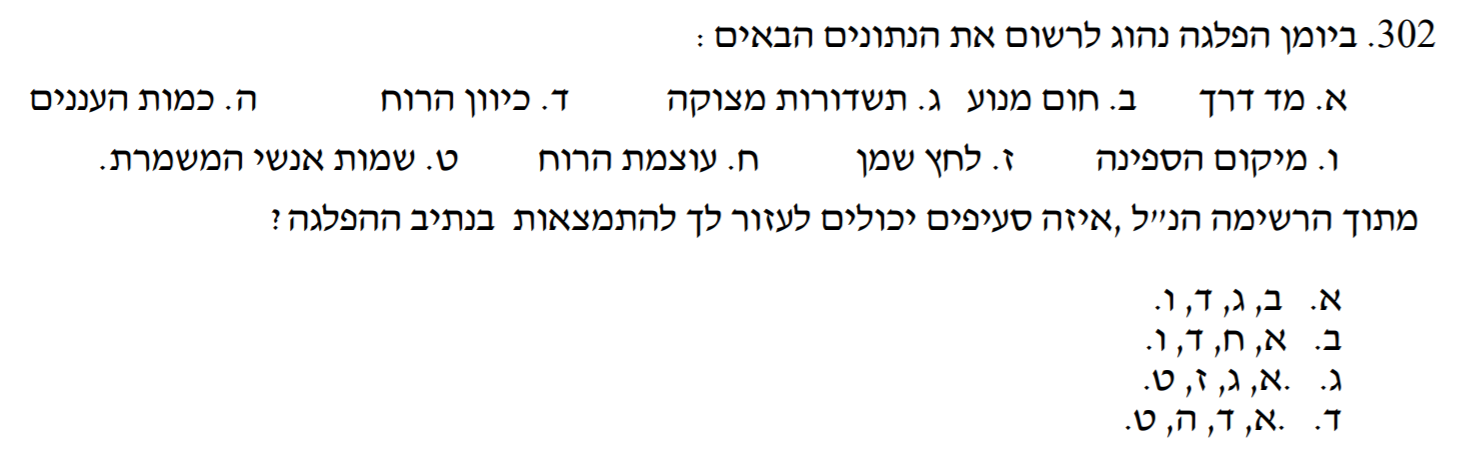 302. ביומן הפלגה נהוג לרשום את הנתונים הבאים :
א. מד דרך ב. חום מנוע ג. תשדורות מצוקה ד. כיוון הרוח ה. כמות העננים
ו. מיקום הספינה ז. לחץ שמן ח. עוצמת הרוח ט. שמות אנשי המשמרת.
מתוך הרשימה הנ״ל ,איזה סעיפים יכולים לעזור לך להתמצאות בנתיב ההפלגה ?
א. ב, ג, ד, ו.
ב. א, ח, ד, ו.
ג. .א, ג, ז, ט.
ד. .א, ד, ה, ט.